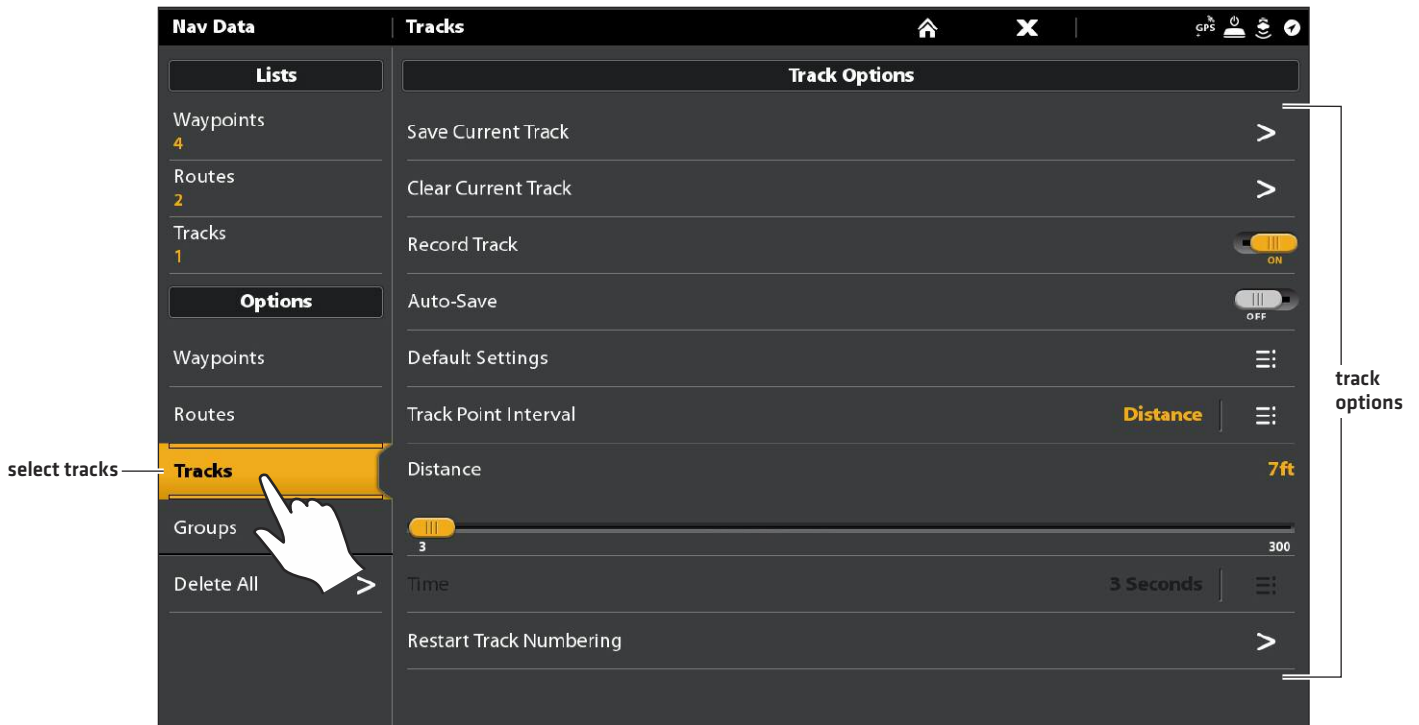 Nav Data
Tracks
GPS
Lists
Track Options
Waypoints
4
Save Current Track
Routes
2
Clear Current Track
Tracks
1
Record Track
ON
Options
Auto-Save
OFF
Waypoints
Default Settings
Routes
Track Point Interval
Distance
track
options
select tracks
Tracks
Distance
7ft
Groups
3
300
Delete All >
Time
3 Seconds
Restart Track Numbering